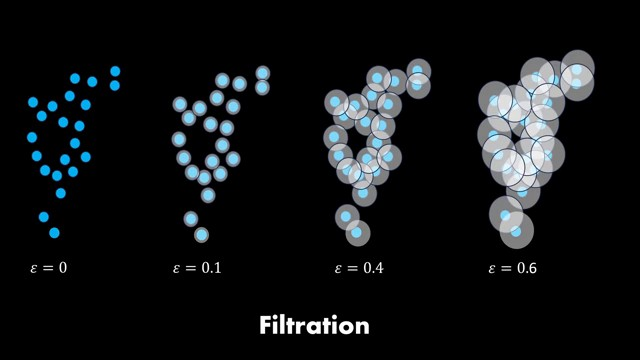 ε = 0
ε = 0.1
ε = 0.4
ε = 0.6
Filtration